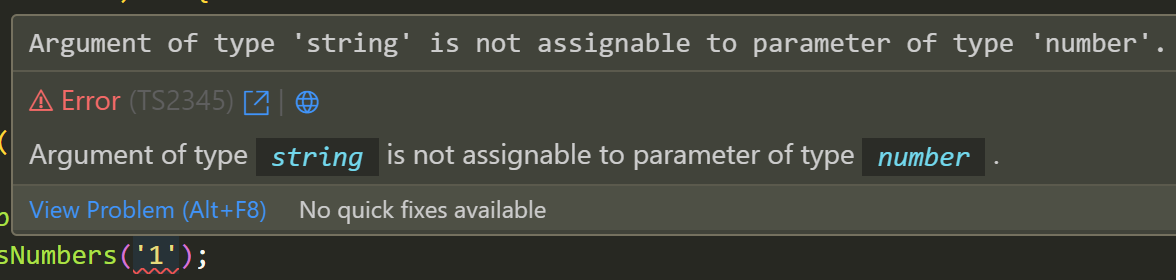 Argument of type 'string' is not assignable to parameter of type 'number'.
Error (TS2345) |
(
Argument of type string is not assignable to parameter of type number .
View Problem (Alt+F8) No quick fixes available
sNumbers('1');